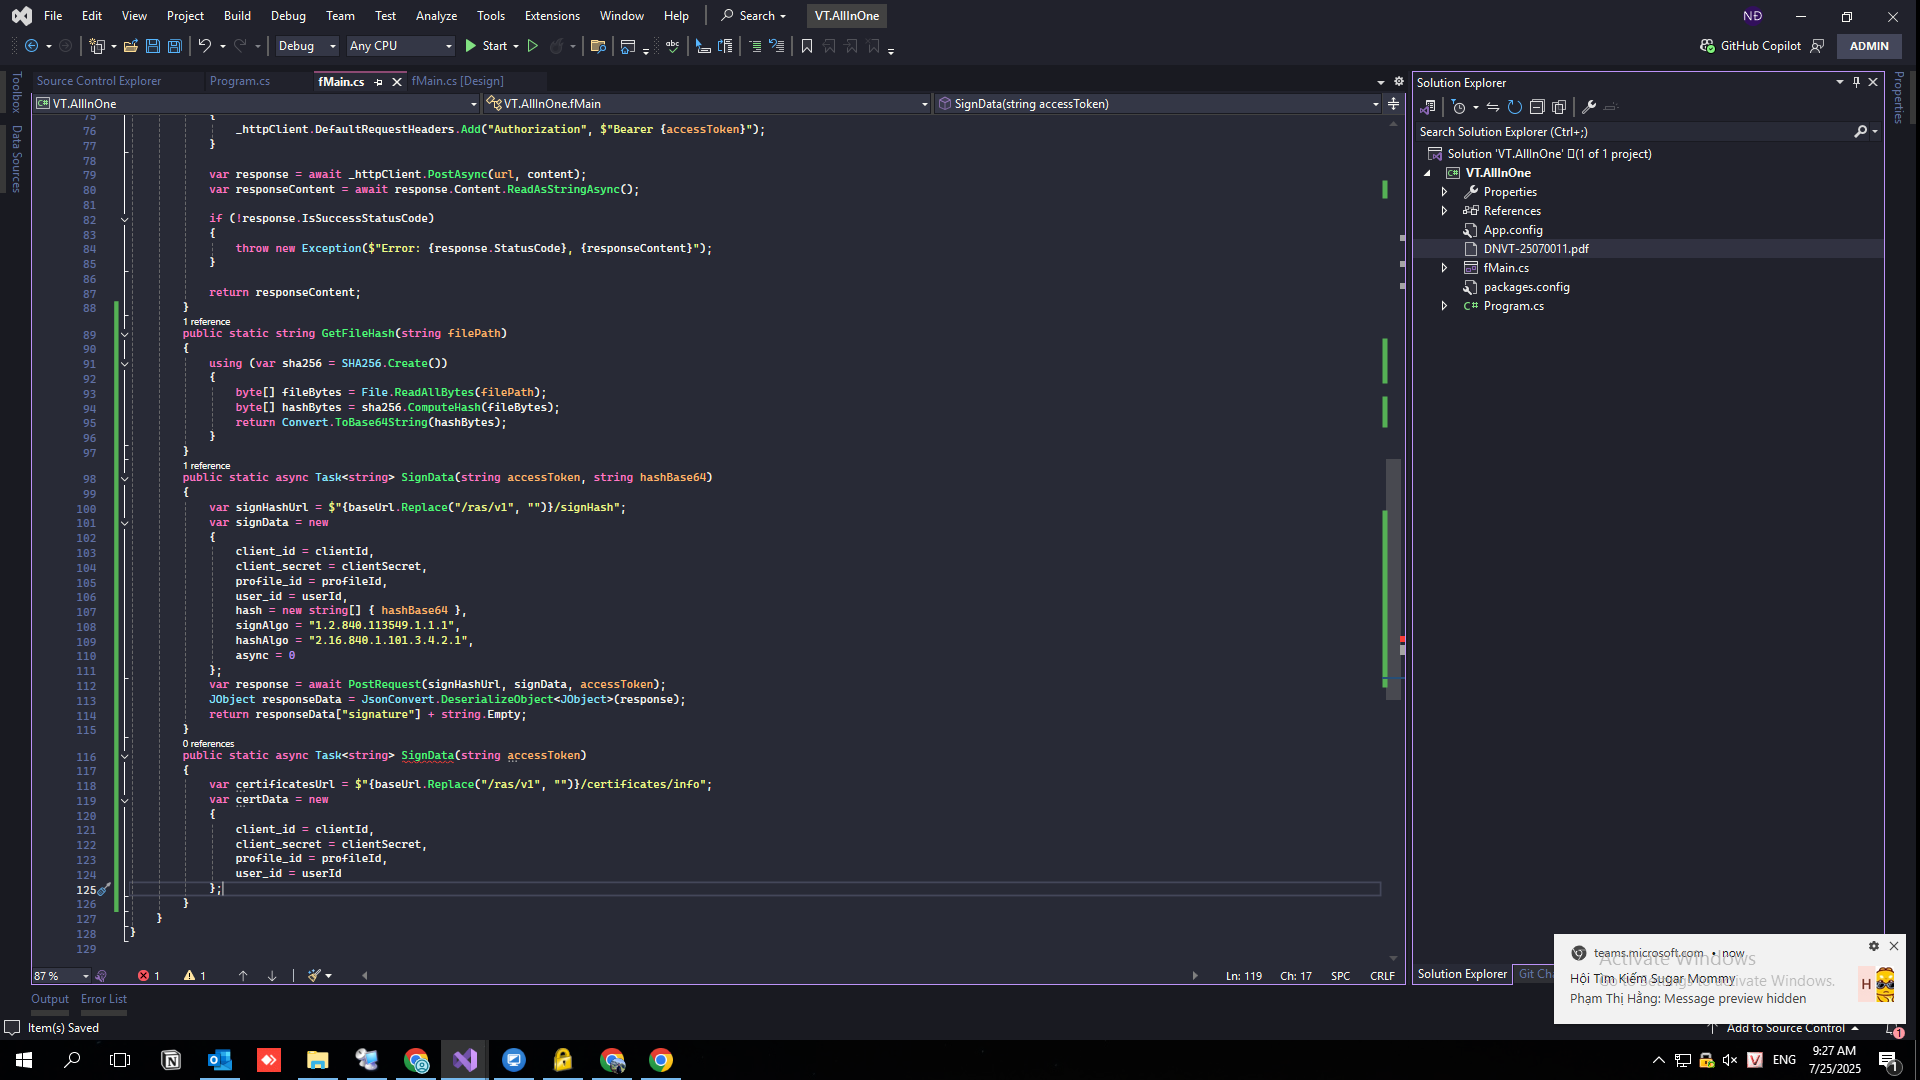 File Edit View Project Build Debug Team Test Analyze Tools Extensions Window Help Search VT.AllInOne NĐ
Debug Any CPU Start GitHub Copilot ADMIN
Toolbox
Data Sources
Source Control Explorer Program.cs fMain.cs fMain.cs [Design]
VT.AllInOne VT.AllInOne.fMain SignData(string accessToken)
75 {
76 _httpClient.DefaultRequestHeaders.Add("Authorization", $"Bearer {accessToken}");
77 }
78
79 var response = await _httpClient.PostAsync(url, content);
80 var responseContent = await response.Content.ReadAsStringAsync();
81
82 if (!response.IsSuccessStatusCode)
83 {
84 throw new Exception($"Error: {response.StatusCode}, {responseContent}");
85 }
86
87 return responseContent;
88 }
1 reference
89 public static string GetFileHash(string filePath)
90 {
91 using (var sha256 = SHA256.Create())
92 {
93 byte[] fileBytes = File.ReadAllBytes(filePath);
94 byte[] hashBytes = sha256.ComputeHash(fileBytes);
95 return Convert.ToBase64String(hashBytes);
96 }
97 }
1 reference
98 public static async Task<string> SignData(string accessToken, string hashBase64)
99 {
100 var signHashUrl = $"{baseUrl.Replace("/ras/v1", "")}/signHash";
101 var signData = new
102 {
103 client_id = clientId,
104 client_secret = clientSecret,
105 profile_id = profileId,
106 user_id = userId,
107 hash = new string[] { hashBase64 },
108 signAlgo = "1.2.840.113549.1.1.1",
109 hashAlgo = "2.16.840.1.101.3.4.2.1",
110 async = 0
111 };
112 var response = await PostRequest(signHashUrl, signData, accessToken);
113 JObject responseData = JsonConvert.DeserializeObject<JObject>(response);
114 return responseData["signature"] + string.Empty;
115 }
0 references
116 public static async Task<string> SignData(string accessToken)
117 {
118 var certificatesUrl = $"{baseUrl.Replace("/ras/v1", "")}/certificates/info";
119 var certData = new
120 {
121 client_id = clientId,
122 client_secret = clientSecret,
123 profile_id = profileId,
124 user_id = userId
125 };
126 }
127 }
128 }
129
87 % 1 1 Ln: 119 Ch: 17 SPC CRLF
Output Error List
Item(s) Saved
Solution Explorer
Search Solution Explorer (Ctrl+;)
Solution 'VT.AllInOne' (1 of 1 project)
VT.AllInOne
Properties
References
App.config
DNVT-25070011.pdf
fMain.cs
packages.config
Program.cs
Properties
Solution Explorer Git Ch
teams.microsoft.com • now
Activate Windows
Hội Tìm Kiếm Sugar Mommy
Go to Settings to activate Windows.
Phạm Thị Hằng: Message preview hidden
H
Add to Source Control 1
ENG 9:27 AM
7/25/2025 1